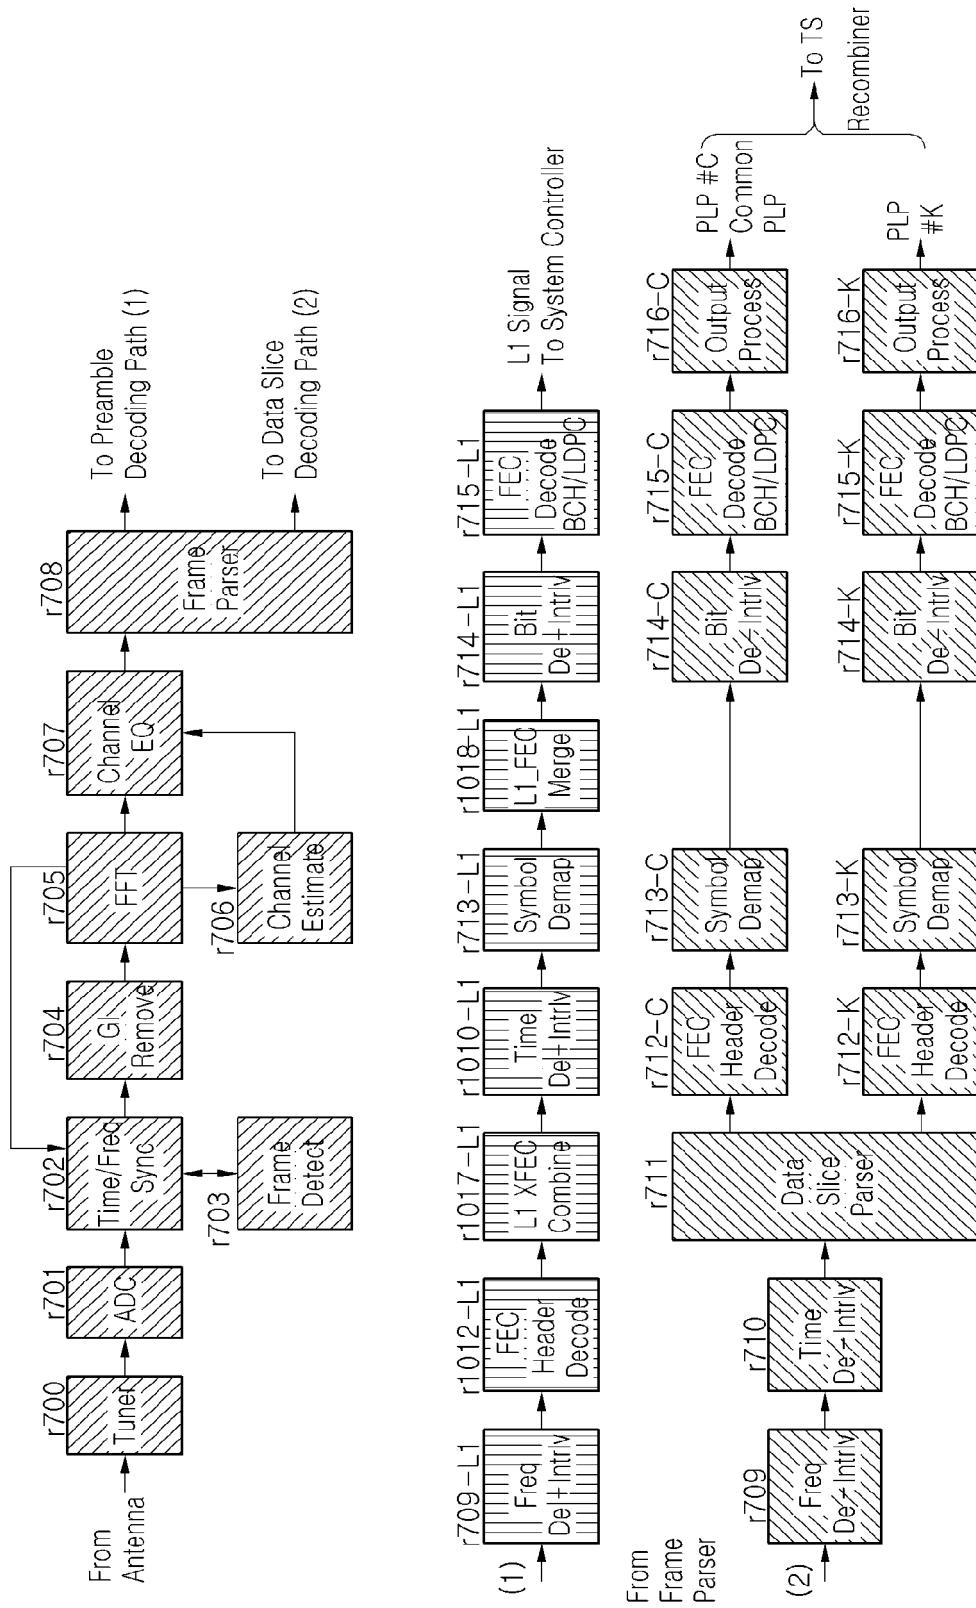 From
Antenna
r700
Tuner
r701
ADC
r702
Time/Freq
Sync
r703
Frame
Detect
r704
GI
Remove
r705
FFT
r706
Channel
Estimate
r707
Channel
EQ
r708
Frame
Parser
To Preamble
Decoding Path (1)
To Data Slice
Decoding Path (2)
(1)
r709-L1
Freq
De-Intrlv
r1012-L1
FEC
Header
Decode
r1017-L1
L1 XFEC
Combine
r1010-L1
Time
De-Intrlv
r713-L1
Symbol
Demap
r1018-L1
L1_FEC
Merge
r714-L1
Bit
De-Intrlv
r715-L1
FEC
Decode
BCH/LDPC
L1 Signal
To System Controller
From
Frame
Parser
(2)
r709
Freq
De-Intrlv
r710
Time
De-Intrlv
r711
Data
Slice
Parser
r712-C
FEC
Header
Decode
r713-C
Symbol
Demap
r714-C
Bit
De-Intrlv
r715-C
FEC
Decode
BCH/LDPC
r716-C
Output
Process
PLP #C
Common
PLP
r712-K
FEC
Header
Decode
r713-K
Symbol
Demap
r714-K
Bit
De-Intrlv
r715-K
FEC
Decode
BCH/LDPC
r716-K
Output
Process
PLP
#K
To TS
Recombiner